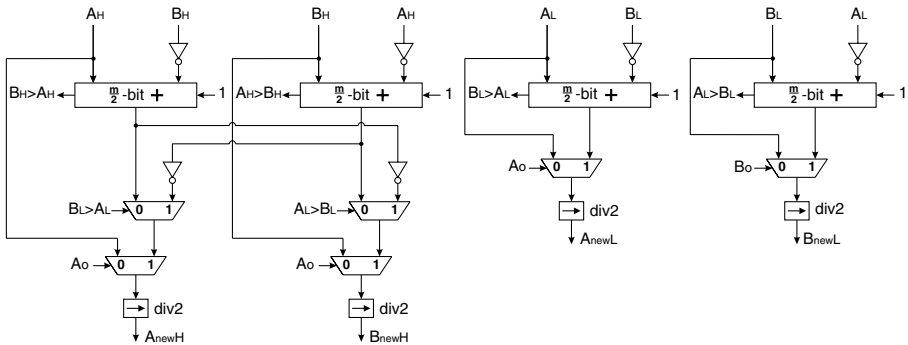 AH BH BH AH AL BL BL AL
BH>AH m/2 -bit + 1 AH>BH m/2 -bit + 1 BL>AL m/2 -bit + 1 AL>BL m/2 -bit + 1
Ao 0 1 Bo 0 1
BL>AL 0 1 AL>BL 0 1 div2 div2
AnewL BnewL
Ao 0 1 Ao 0 1
div2 div2
AnewH BnewH